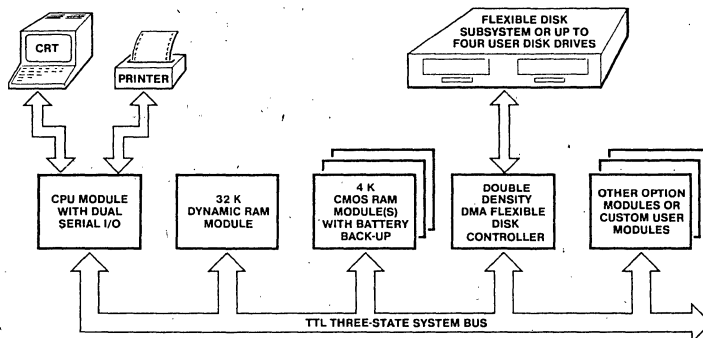 CRT
PRINTER
FLEXIBLE DISK
SUBSYSTEM OR UP TO
FOUR USER DISK DRIVES
CPU MODULE
WITH DUAL
SERIAL I/O
32 K
DYNAMIC RAM
MODULE
4 K
CMOS RAM
MODULE(S)
WITH BATTERY
BACK-UP
DOUBLE
DENSITY
DMA FLEXIBLE
DISK
CONTROLLER
OTHER OPTION
MODULES OR
CUSTOM USER
MODULES
TTL THREE-STATE SYSTEM BUS